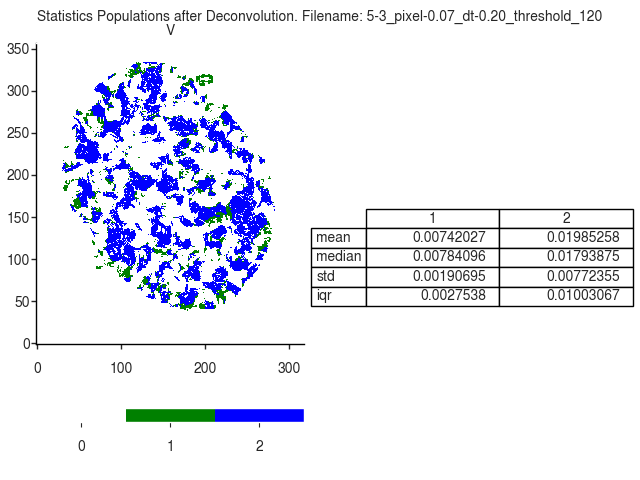 Statistics Populations after Deconvolution. Filename: 5-3_pixel-0.07_dt-0.20_threshold_120
V
350
300
250
200
150
100
50
0
0 100 200 300
1 2
mean 0.00742027 0.01985258
median 0.00784096 0.01793875
std 0.00190695 0.00772355
iqr 0.0027538 0.01003067
0 1 2